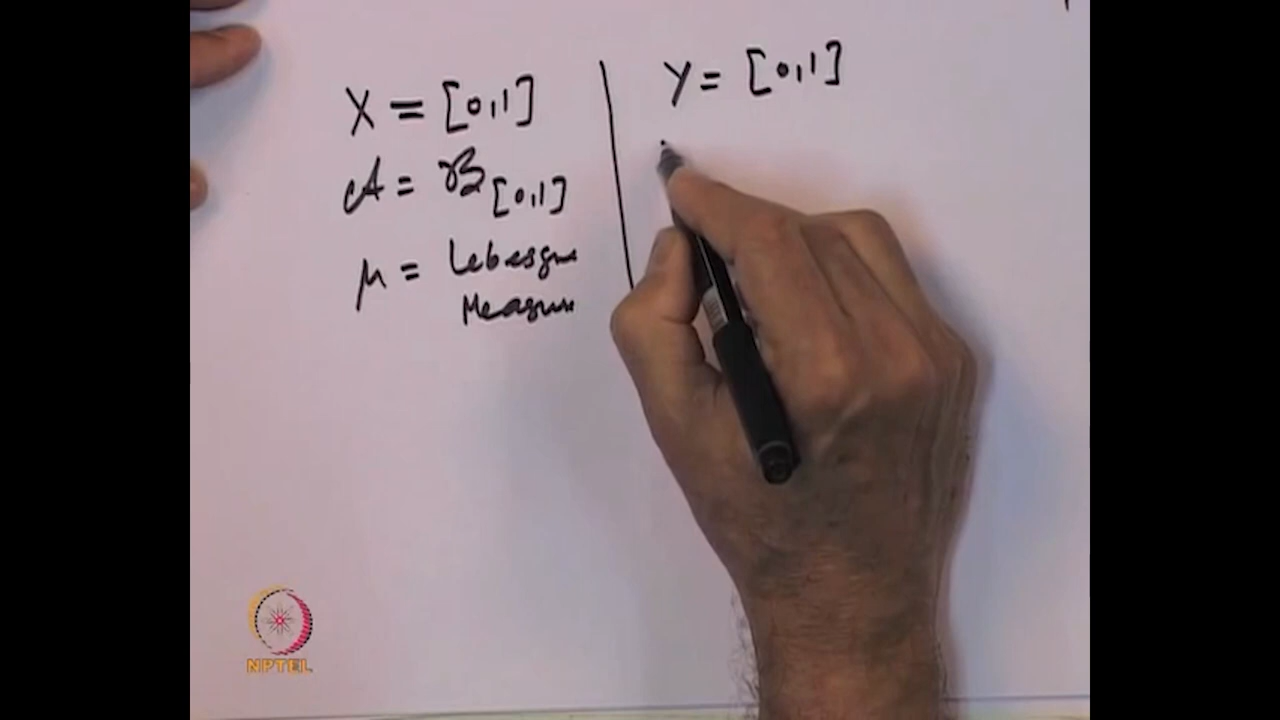 X = [0,1]
𝒜 = ℬ[0,1]
μ = Lebesgue
Measure
Y = [0,1]
NPTEL